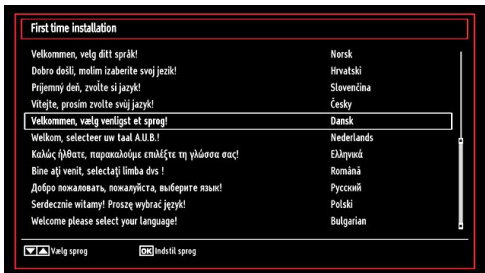 First time installation
Velkommen, velg ditt språk! Norsk
Dobro došli, molim izaberite svoj jezik! Hrvatski
Príjemný deň, zvoľte si jazyk! Slovenčina
Vítejte, prosím zvolte svůj jazyk! Česky
Velkommen, vælg venligst et sprog! Dansk
Welkom, selecteer uw taal A.U.B.! Nederlands
Καλώς ήλθατε, παρακαλούμε επιλέξτε τη γλώσσα σας! Ελληνικά
Bine aţi venit, selectaţi limba dvs ! Română
Добро пожаловать, пожалуйста, выберите язык! Русский
Serdecznie witamy! Proszę wybrać język! Polski
Welcome please select your language! Bulgarian
Vælg sprog OK Indstil sprog